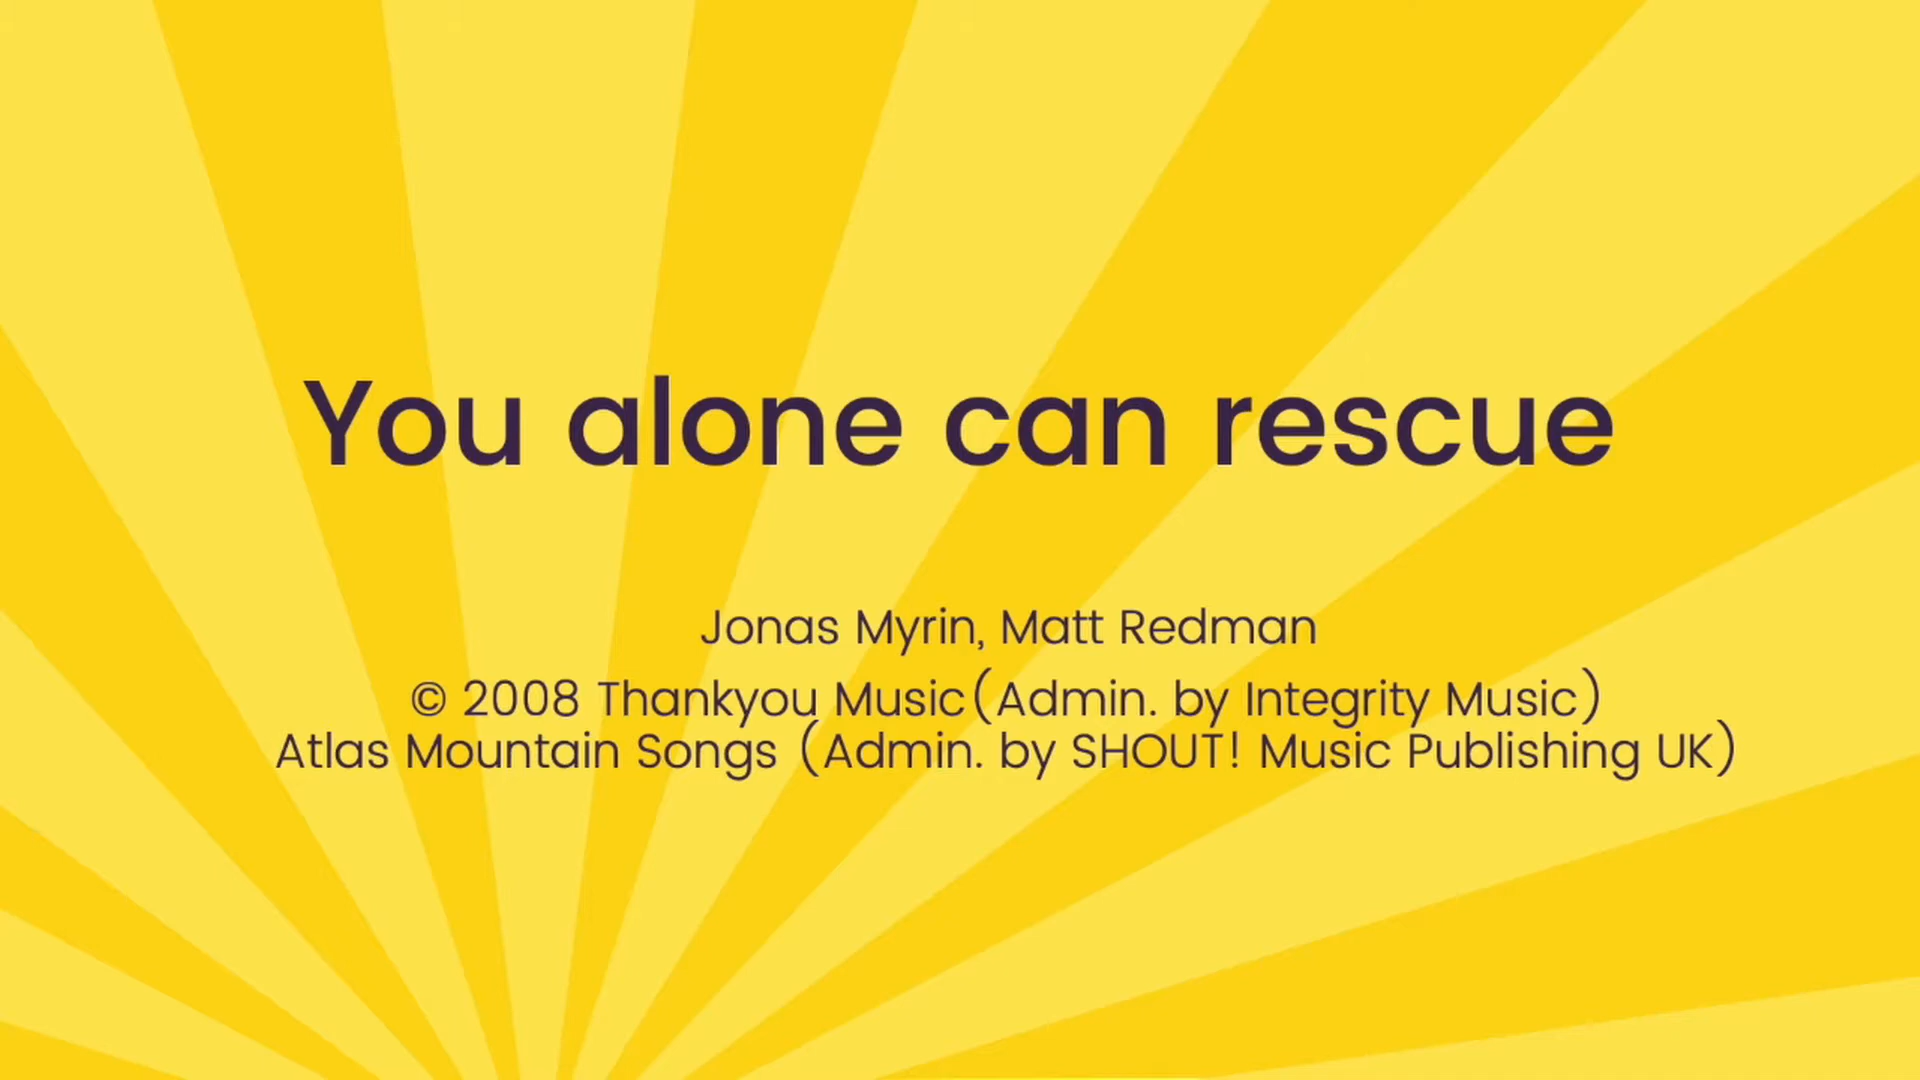 You alone can rescue
Jonas Myrin, Matt Redman
© 2008 Thankyou Music(Admin. by Integrity Music)
Atlas Mountain Songs (Admin. by SHOUT! Music Publishing UK)